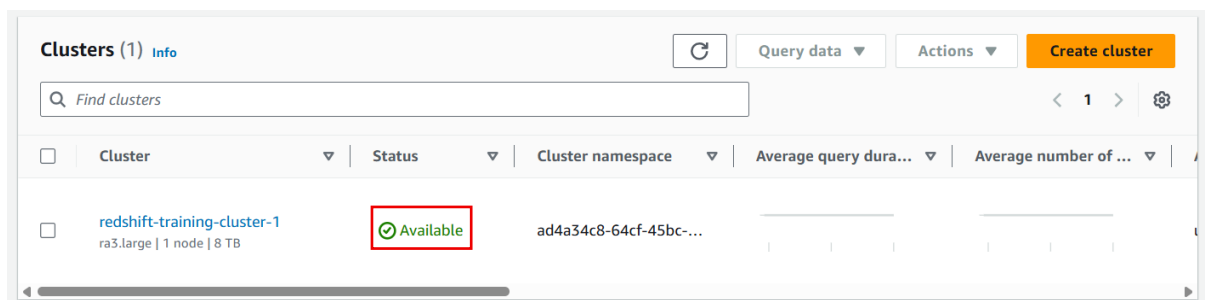 Clusters (1) Info
Query data
Actions
Create cluster
Find clusters
1
Cluster
Status
Cluster namespace
Average query dura...
Average number of ...
redshift-training-cluster-1
ra3.large | 1 node | 8 TB
Available
ad4a34c8-64cf-45bc-...